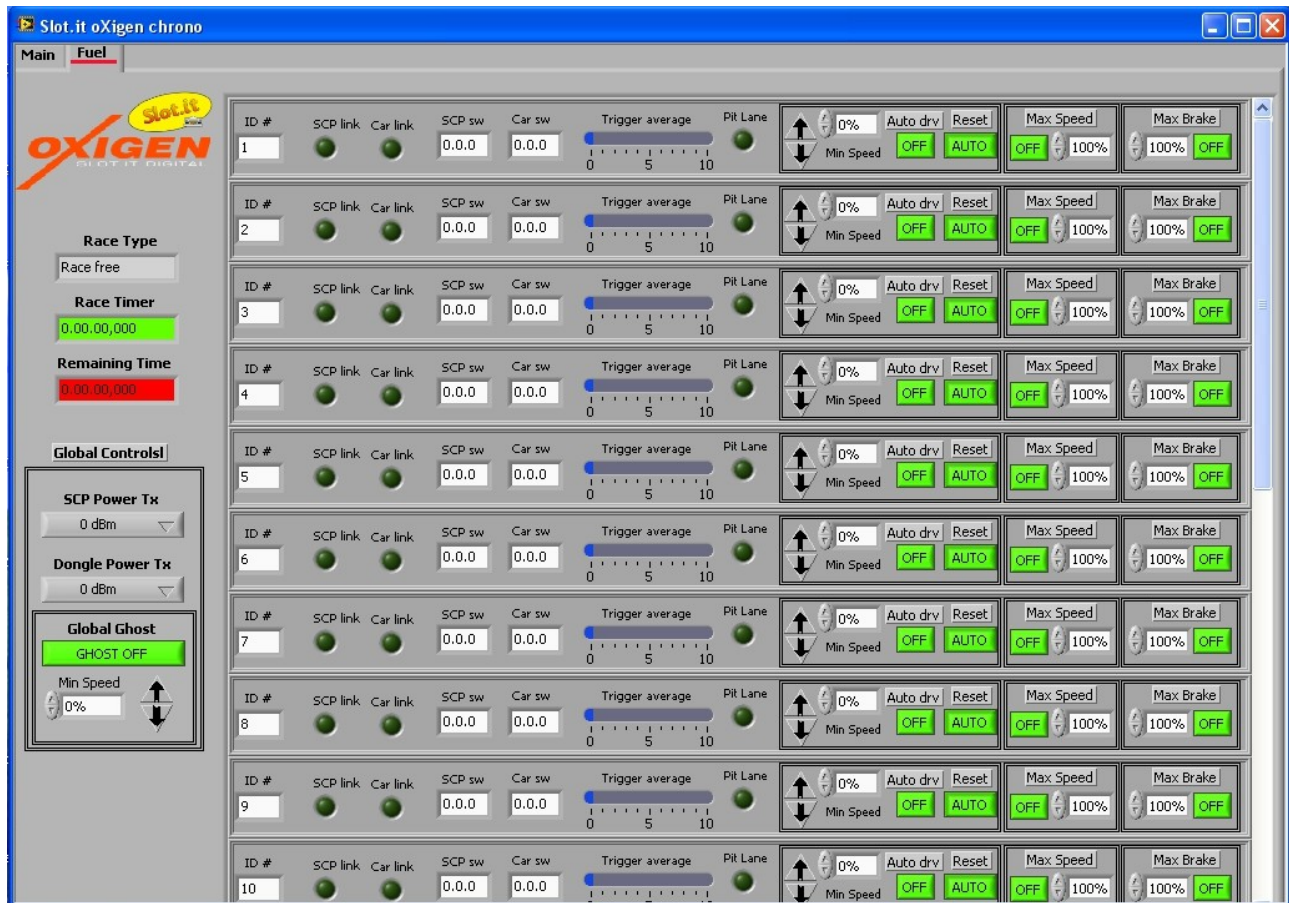 Slot.it oXigen chrono
Main Fuel
Slot.it
OXIGEN
SLOT IT DIGITAL
Race Type
Race free
Race Timer
0.00.00,000
Remaining Time
0.00.00,000
Global Controlsl
SCP Power Tx
0 dBm
Dongle Power Tx
0 dBm
Global Ghost
GHOST OFF
Min Speed
0%
ID # SCP link Car link SCP sw Car sw Trigger average Pit Lane 0% Auto drv Reset Max Speed Max Brake
1 0.0.0 0.0.0 Min Speed OFF AUTO OFF 100% 100% OFF
0 5 10
ID # SCP link Car link SCP sw Car sw Trigger average Pit Lane 0% Auto drv Reset Max Speed Max Brake
2 0.0.0 0.0.0 Min Speed OFF AUTO OFF 100% 100% OFF
0 5 10
ID # SCP link Car link SCP sw Car sw Trigger average Pit Lane 0% Auto drv Reset Max Speed Max Brake
3 0.0.0 0.0.0 Min Speed OFF AUTO OFF 100% 100% OFF
0 5 10
ID # SCP link Car link SCP sw Car sw Trigger average Pit Lane 0% Auto drv Reset Max Speed Max Brake
4 0.0.0 0.0.0 Min Speed OFF AUTO OFF 100% 100% OFF
0 5 10
ID # SCP link Car link SCP sw Car sw Trigger average Pit Lane 0% Auto drv Reset Max Speed Max Brake
5 0.0.0 0.0.0 Min Speed OFF AUTO OFF 100% 100% OFF
0 5 10
ID # SCP link Car link SCP sw Car sw Trigger average Pit Lane 0% Auto drv Reset Max Speed Max Brake
6 0.0.0 0.0.0 Min Speed OFF AUTO OFF 100% 100% OFF
0 5 10
ID # SCP link Car link SCP sw Car sw Trigger average Pit Lane 0% Auto drv Reset Max Speed Max Brake
7 0.0.0 0.0.0 Min Speed OFF AUTO OFF 100% 100% OFF
0 5 10
ID # SCP link Car link SCP sw Car sw Trigger average Pit Lane 0% Auto drv Reset Max Speed Max Brake
8 0.0.0 0.0.0 Min Speed OFF AUTO OFF 100% 100% OFF
0 5 10
ID # SCP link Car link SCP sw Car sw Trigger average Pit Lane 0% Auto drv Reset Max Speed Max Brake
9 0.0.0 0.0.0 Min Speed OFF AUTO OFF 100% 100% OFF
0 5 10
ID # SCP link Car link SCP sw Car sw Trigger average Pit Lane 0% Auto drv Reset Max Speed Max Brake
10 0.0.0 0.0.0 Min Speed OFF AUTO OFF 100% 100% OFF